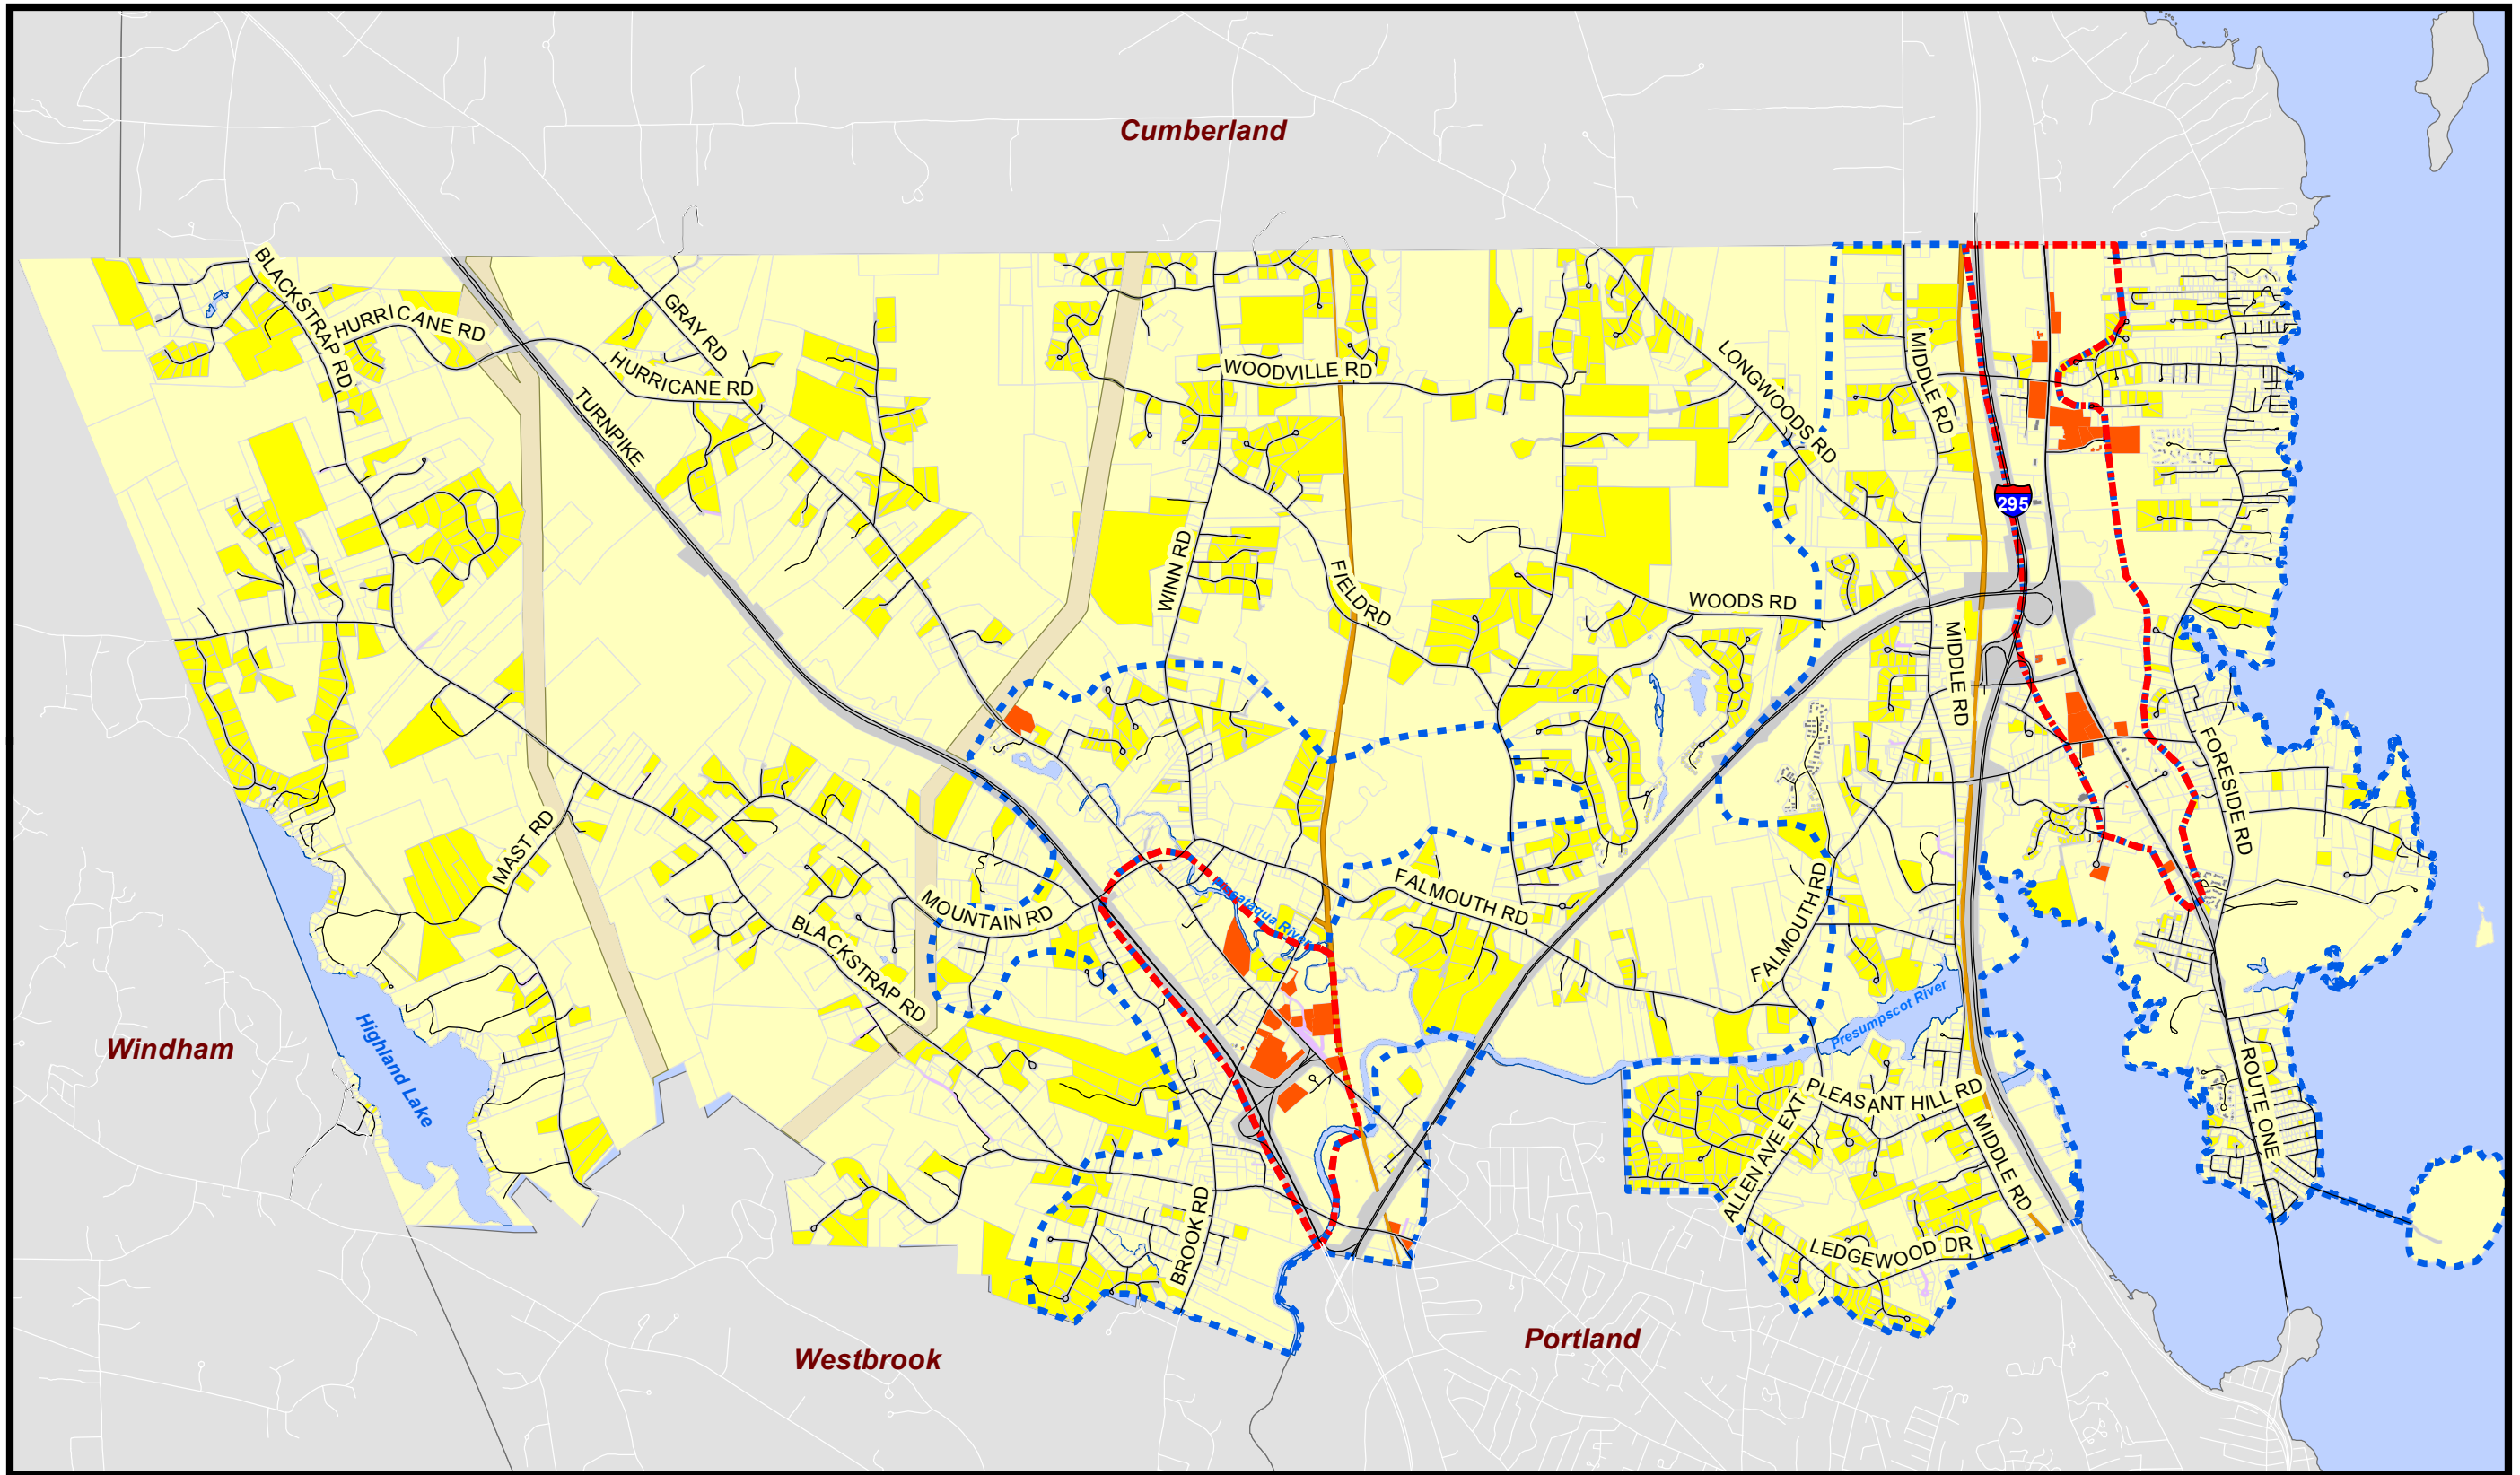 Cumberland
BLACKSTRAP RD
HURRICANE RD
GRAY RD
HURRICANE RD
TURNPIKE
WOODVILLE RD
LONGWOODS RD
MIDDLE RD
295
WINN RD
FIELD RD
WOODS RD
MIDDLE RD
FORESIDE RD
MAST RD
MOUNTAIN RD
BLACKSTRAP RD
Piscataqua River
FALMOUTH RD
FALMOUTH RD
Presumpscot River
Windham
Highland Lake
PLEASANT HILL RD
ALLEN AVE EXT
MIDDLE RD
ROUTE ONE
BROOK RD
LEDGEWOOD DR
Westbrook
Portland